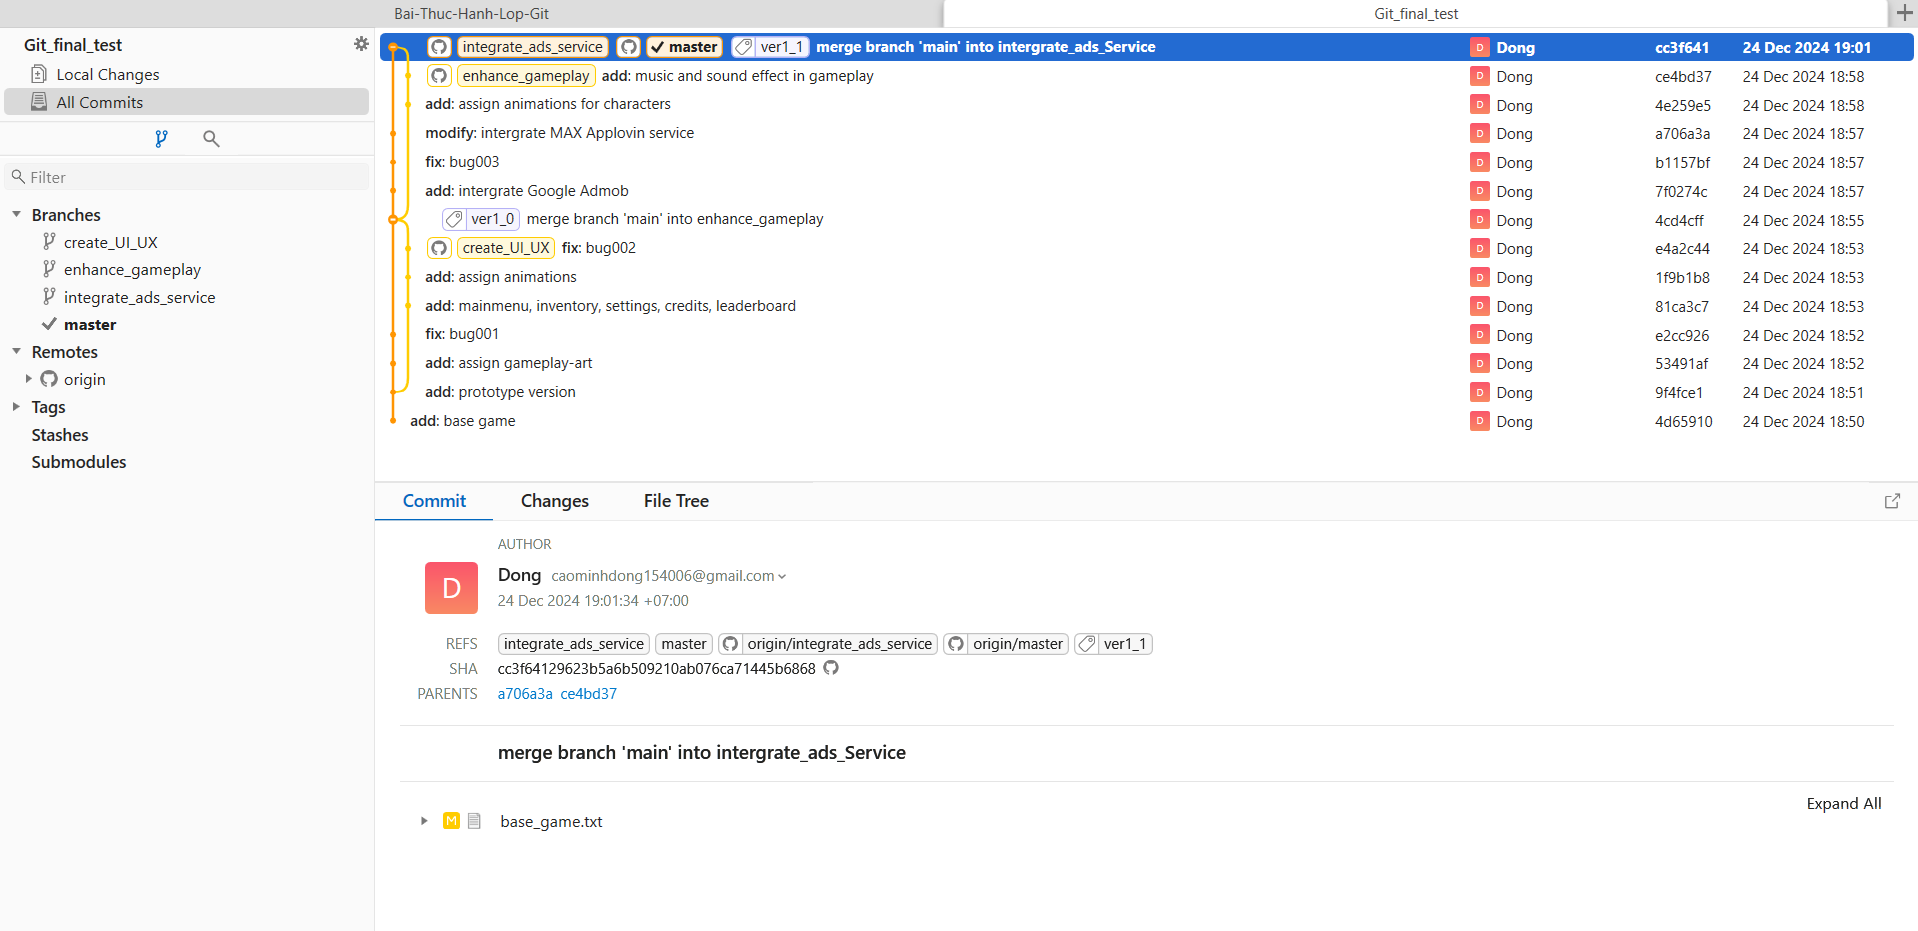 Bai-Thuc-Hanh-Lop-Git
Git_final_test
Git_final_test
Local Changes
All Commits
Filter
Branches
create_UI_UX
enhance_gameplay
integrate_ads_service
master
Remotes
origin
Tags
Stashes
Submodules
integrate_ads_service master ver1_1 merge branch 'main' into intergrate_ads_Service D Dong cc3f641 24 Dec 2024 19:01
enhance_gameplay add: music and sound effect in gameplay D Dong ce4bd37 24 Dec 2024 18:58
add: assign animations for characters D Dong 4e259e5 24 Dec 2024 18:58
modify: intergrate MAX Applovin service D Dong a706a3a 24 Dec 2024 18:57
fix: bug003 D Dong b1157bf 24 Dec 2024 18:57
add: intergrate Google Admob D Dong 7f0274c 24 Dec 2024 18:57
ver1_0 merge branch 'main' into enhance_gameplay D Dong 4cd4cff 24 Dec 2024 18:55
create_UI_UX fix: bug002 D Dong e4a2c44 24 Dec 2024 18:53
add: assign animations D Dong 1f9b1b8 24 Dec 2024 18:53
add: mainmenu, inventory, settings, credits, leaderboard D Dong 81ca3c7 24 Dec 2024 18:53
fix: bug001 D Dong e2cc926 24 Dec 2024 18:52
add: assign gameplay-art D Dong 53491af 24 Dec 2024 18:52
add: prototype version D Dong 9f4fce1 24 Dec 2024 18:51
add: base game D Dong 4d65910 24 Dec 2024 18:50
Commit Changes File Tree
AUTHOR
D
Dong caominhdong154006@gmail.com
24 Dec 2024 19:01:34 +07:00
REFS integrate_ads_service master origin/integrate_ads_service origin/master ver1_1
SHA cc3f64129623b5a6b509210ab076ca71445b6868
PARENTS a706a3a ce4bd37
merge branch 'main' into intergrate_ads_Service
Expand All
M base_game.txt